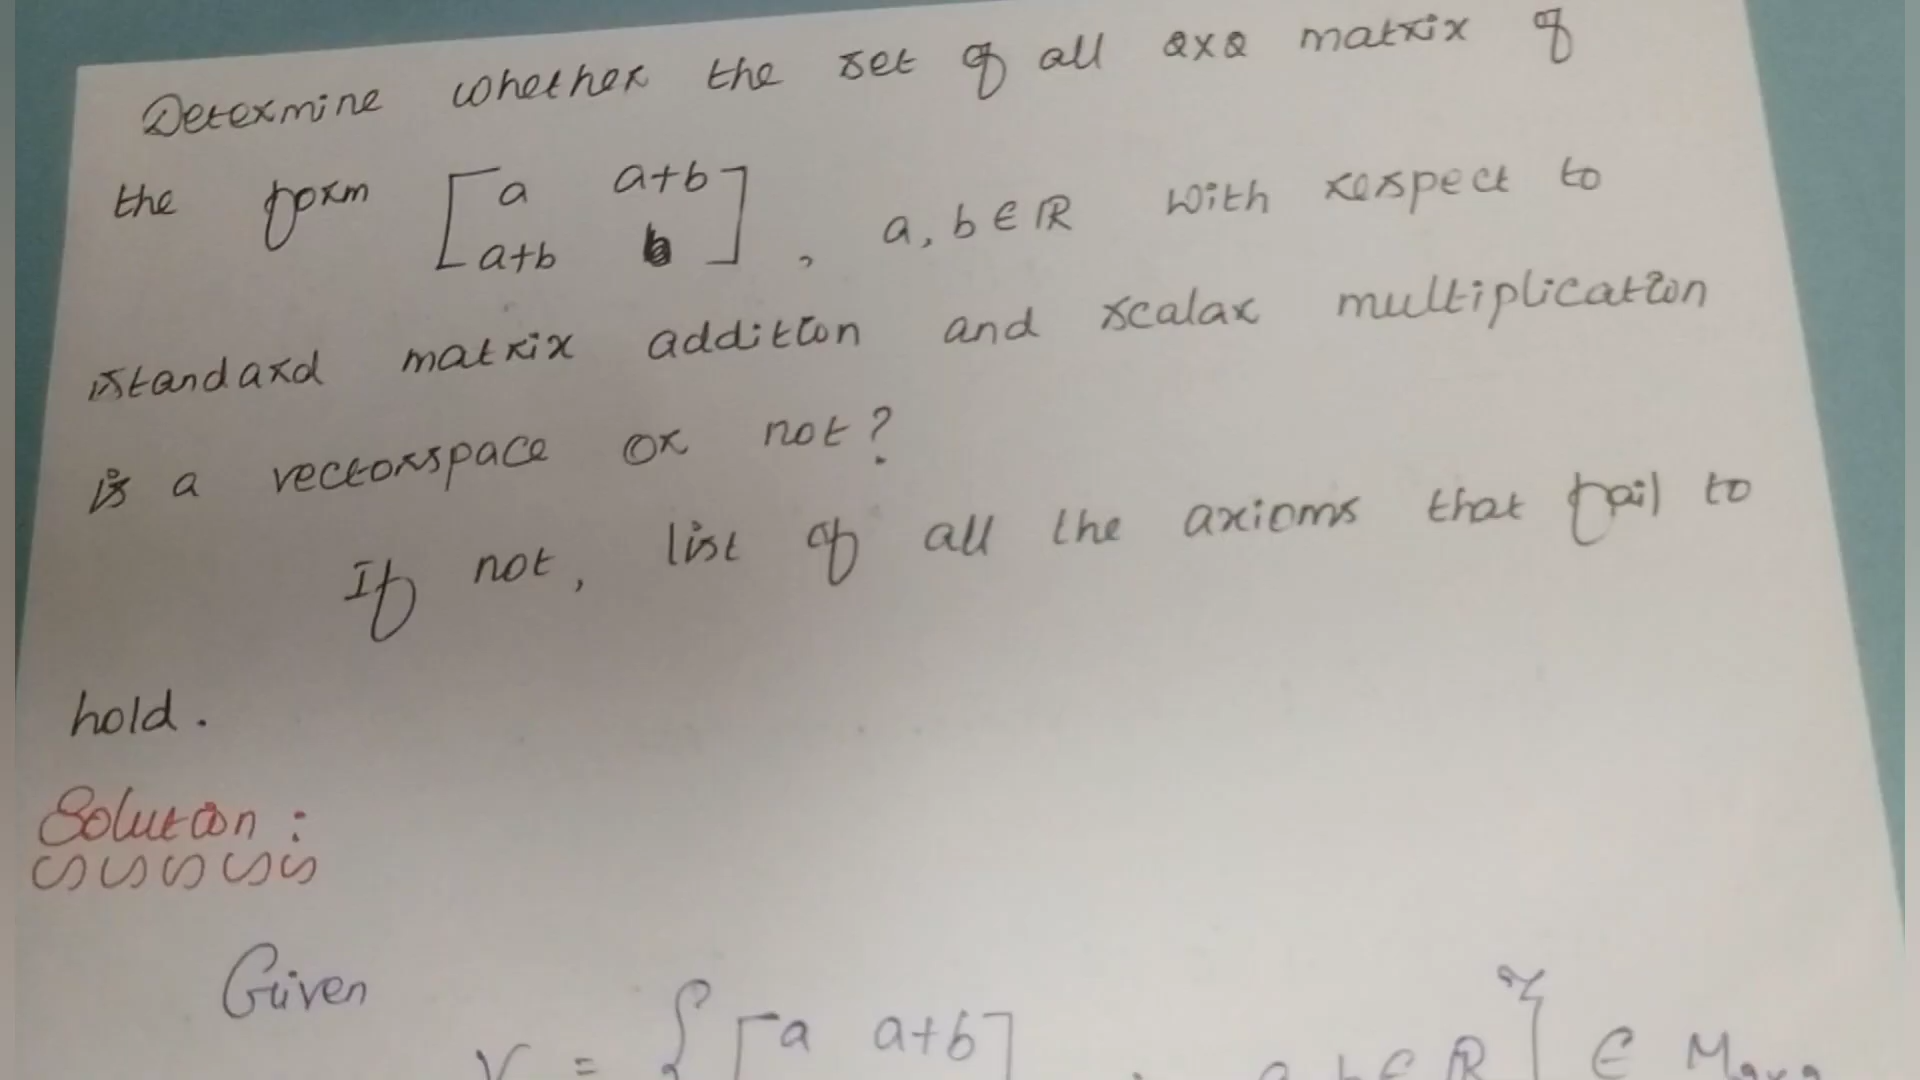 Determine whether the set of all 2x2 matrix of
the form [a a+b
a+b b], a, b ∈ ℝ with respect to
standard matrix addition and scalar multiplication
is a vectorspace or not?
If not, list of all the axioms that fail to
hold.
Solution:
Given
V = { [a a+b] : a, b ∈ ℝ } ∈ M2x2